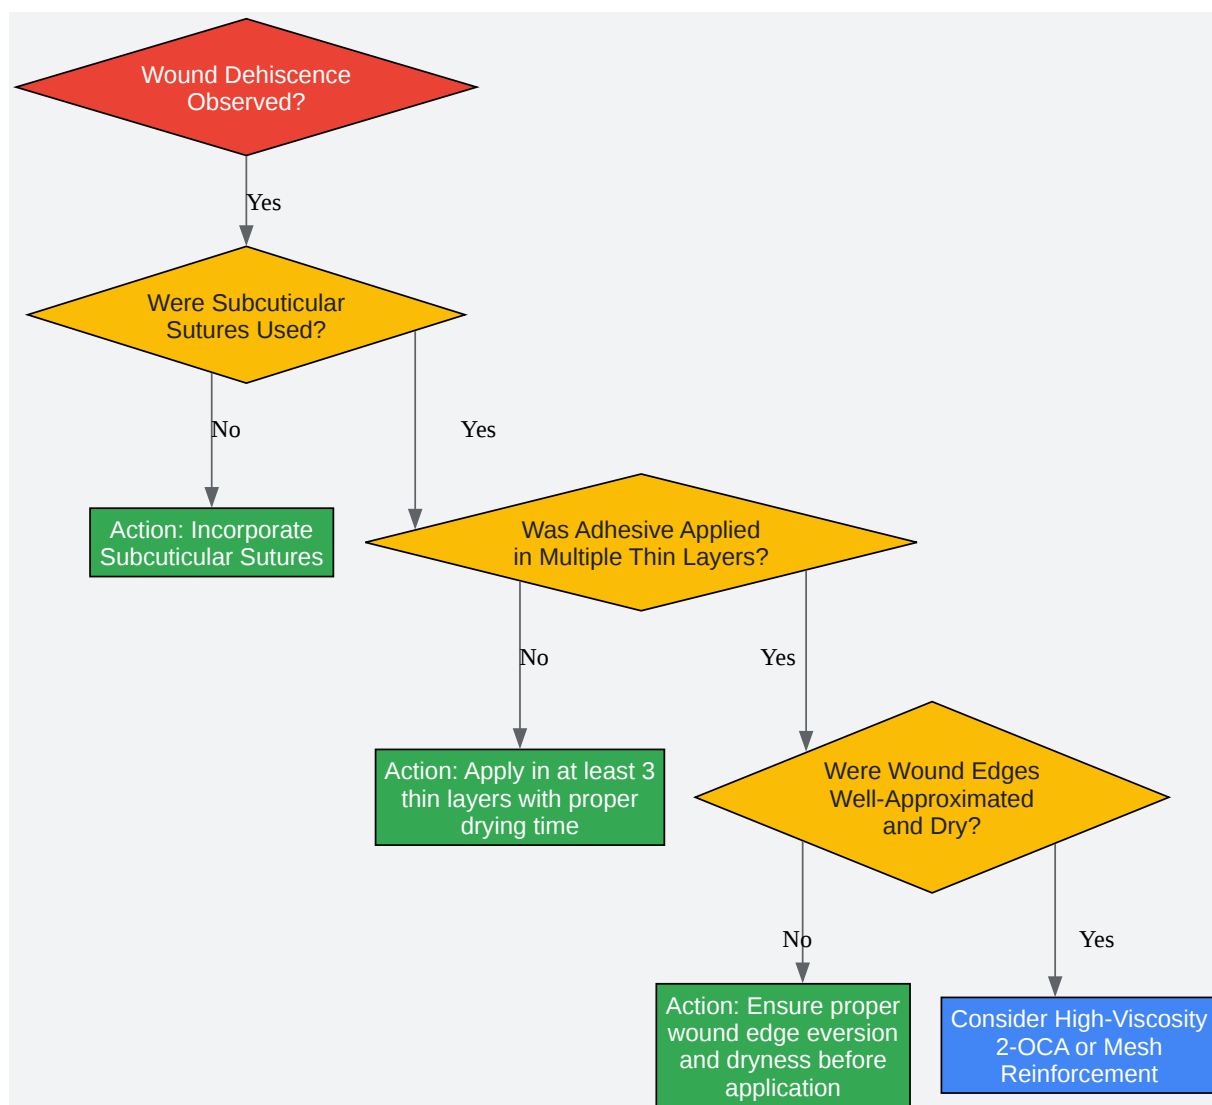 Wound Dehiscence
Observed?
Yes
Were Subcuticular
Sutures Used?
No
Yes
Action: Incorporate
Subcuticular Sutures
Was Adhesive Applied
in Multiple Thin Layers?
No
Yes
Action: Apply in at least 3
thin layers with proper
drying time
Were Wound Edges
Well-Approximated
and Dry?
No
Yes
Action: Ensure proper
wound edge eversion
and dryness before
application
Consider High-Viscosity
2-OCA or Mesh
Reinforcement